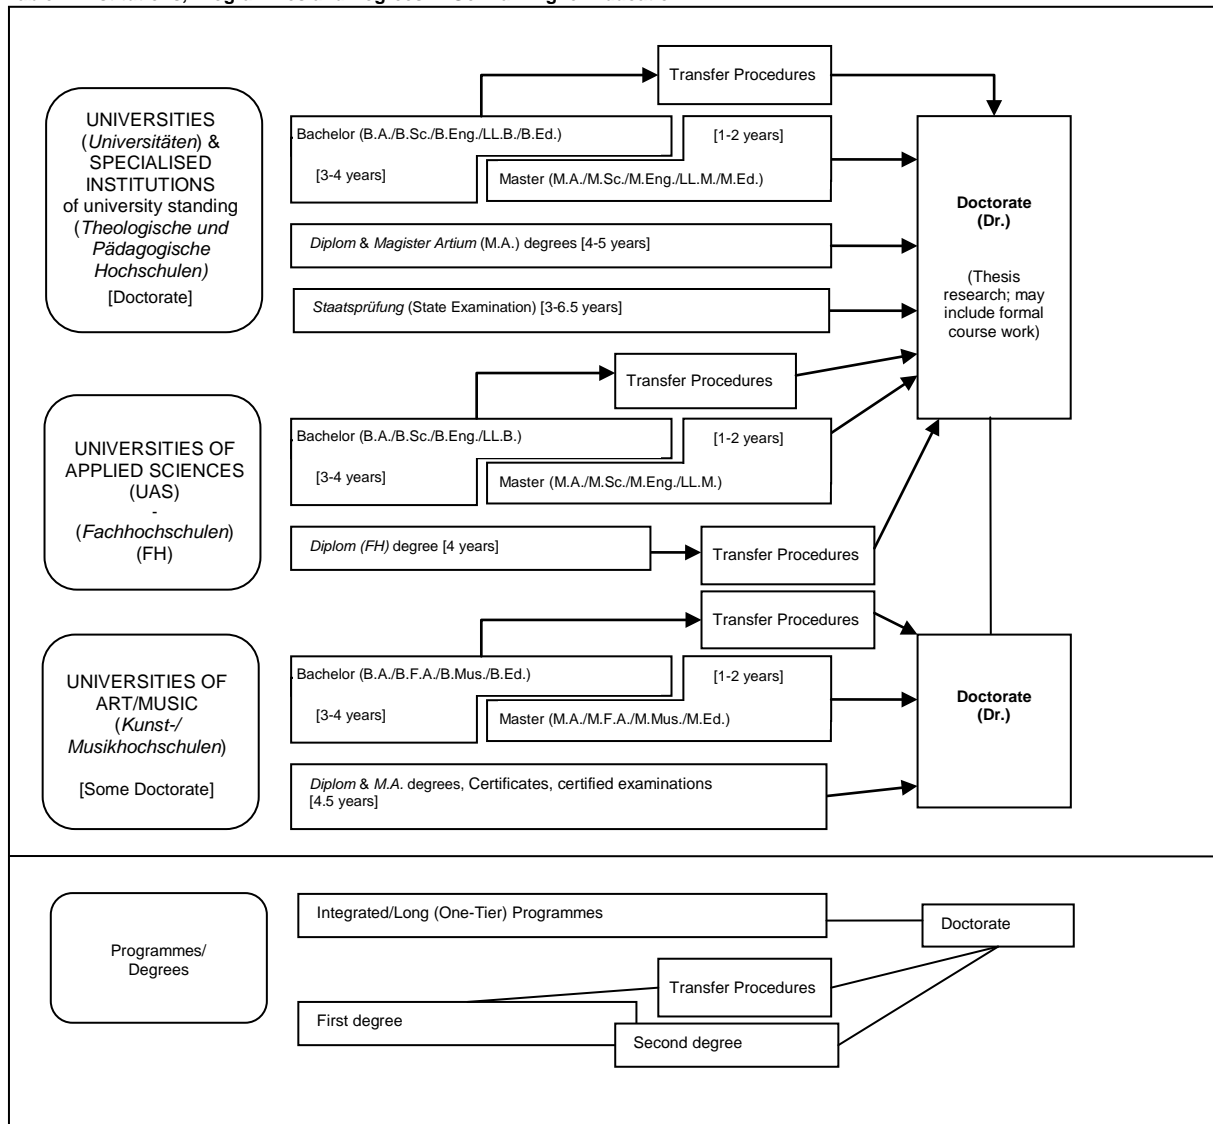 Transfer Procedures
UNIVERSITIES
(Universitäten) &
SPECIALISED
INSTITUTIONS
of university standing
(Theologische und
Pädagogische
Hochschulen)
[Doctorate]
Bachelor (B.A./B.Sc./B.Eng./LL.B./B.Ed.)
[3-4 years]
[1-2 years]
Master (M.A./M.Sc./M.Eng./LL.M./M.Ed.)
Diplom & Magister Artium (M.A.) degrees [4-5 years]
Staatsprüfung (State Examination) [3-6.5 years]
Doctorate
(Dr.)
(Thesis
research; may
include formal
course work)
Transfer Procedures
UNIVERSITIES OF
APPLIED SCIENCES
(UAS)
-
(Fachhochschulen)
(FH)
Bachelor (B.A./B.Sc./B.Eng./LL.B.)
[3-4 years]
[1-2 years]
Master (M.A./M.Sc./M.Eng./LL.M.)
Diplom (FH) degree [4 years]
Transfer Procedures
Transfer Procedures
UNIVERSITIES OF
ART/MUSIC
(Kunst-/
Musikhochschulen)
[Some Doctorate]
Bachelor (B.A./B.F.A./B.Mus./B.Ed.)
[3-4 years]
[1-2 years]
Master (M.A./M.F.A./M.Mus./M.Ed.)
Diplom & M.A. degrees, Certificates, certified examinations
[4.5 years]
Doctorate
(Dr.)
Programmes/
Degrees
Integrated/Long (One-Tier) Programmes
Doctorate
Transfer Procedures
First degree
Second degree